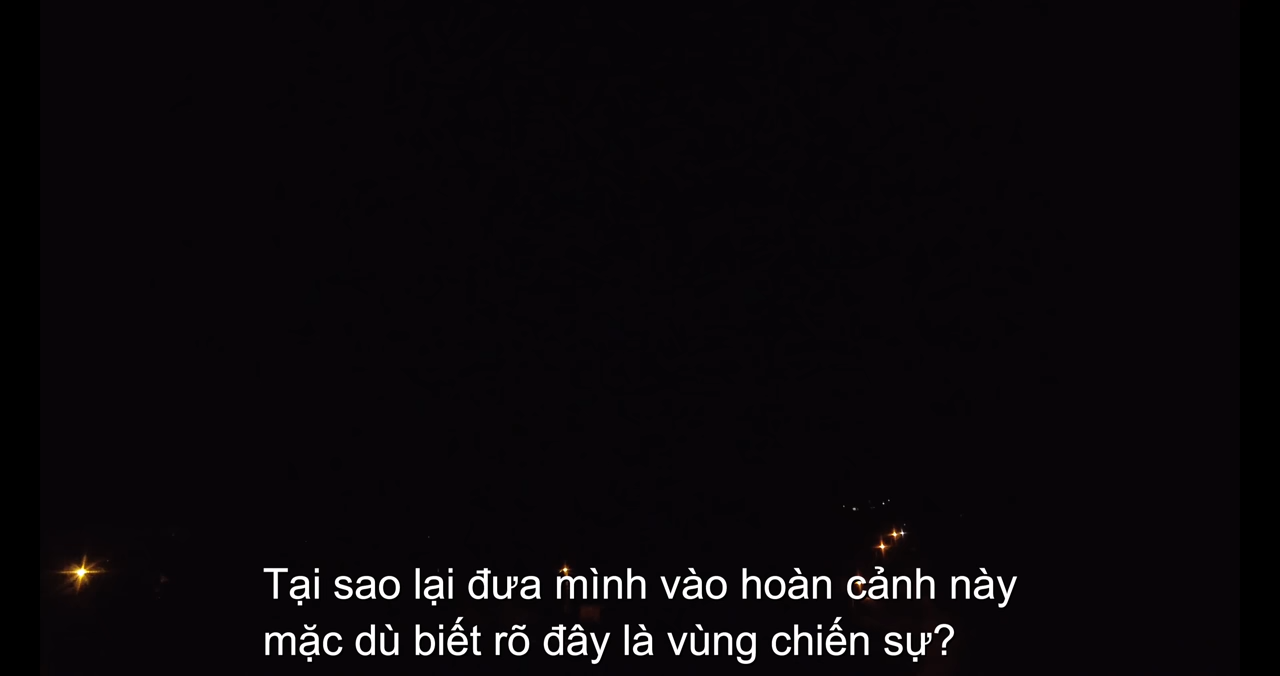 Tại sao lại đưa mình vào hoàn cảnh này
mặc dù biết rõ đây là vùng chiến sự?